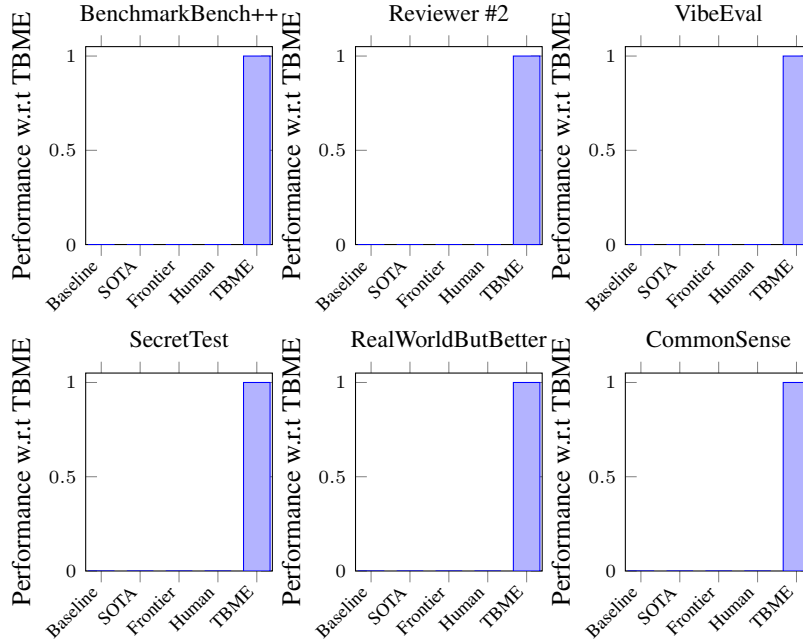 BenchmarkBench++
Performance w.r.t TBME
1
0.5
0
Baseline
SOTA
Frontier
Human
TBME
Reviewer #2
Performance w.r.t TBME
1
0.5
0
Baseline
SOTA
Frontier
Human
TBME
VibeEval
Performance w.r.t TBME
1
0.5
0
Baseline
SOTA
Frontier
Human
TBME
SecretTest
Performance w.r.t TBME
1
0.5
0
Baseline
SOTA
Frontier
Human
TBME
RealWorldButBetter
Performance w.r.t TBME
1
0.5
0
Baseline
SOTA
Frontier
Human
TBME
CommonSense
Performance w.r.t TBME
1
0.5
0
Baseline
SOTA
Frontier
Human
TBME